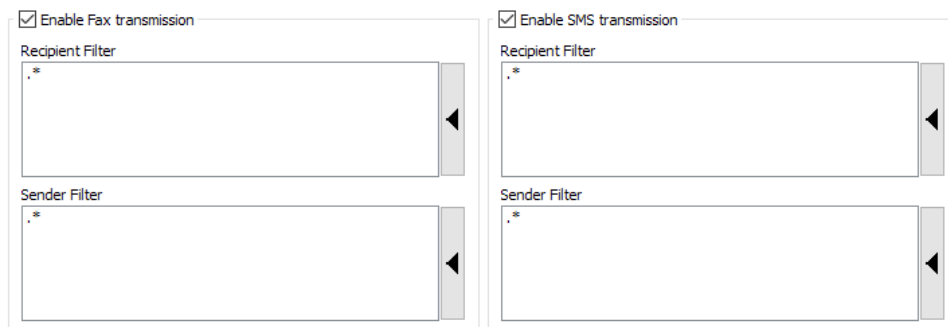 Enable Fax transmission
Recipient Filter
.*
Sender Filter
.*
Enable SMS transmission
Recipient Filter
.*
Sender Filter
.*